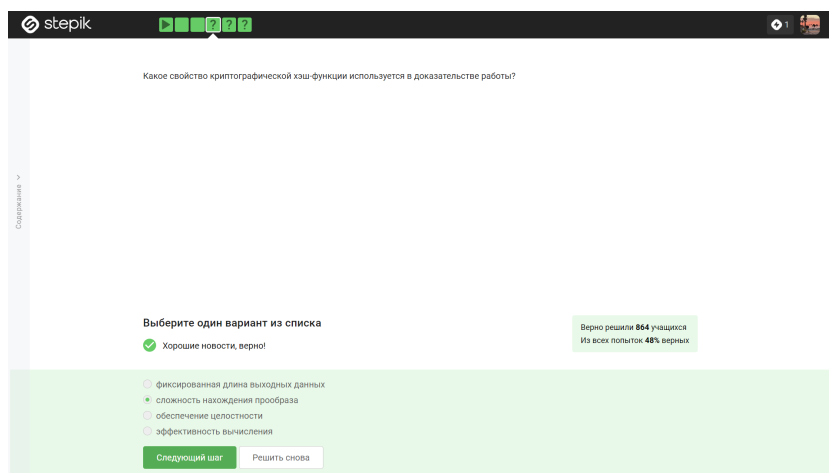 stepik
? ? ?
1
Какое свойство криптографической хэш-функции используется в доказательстве работы?
Содержание
Выберите один вариант из списка
Хорошие новости, верно!
Верно решили 864 учащихся
Из всех попыток 48% верных
фиксированная длина выходных данных
сложность нахождения прообраза
обеспечение целостности
эффективность вычисления
Следующий шаг
Решить снова